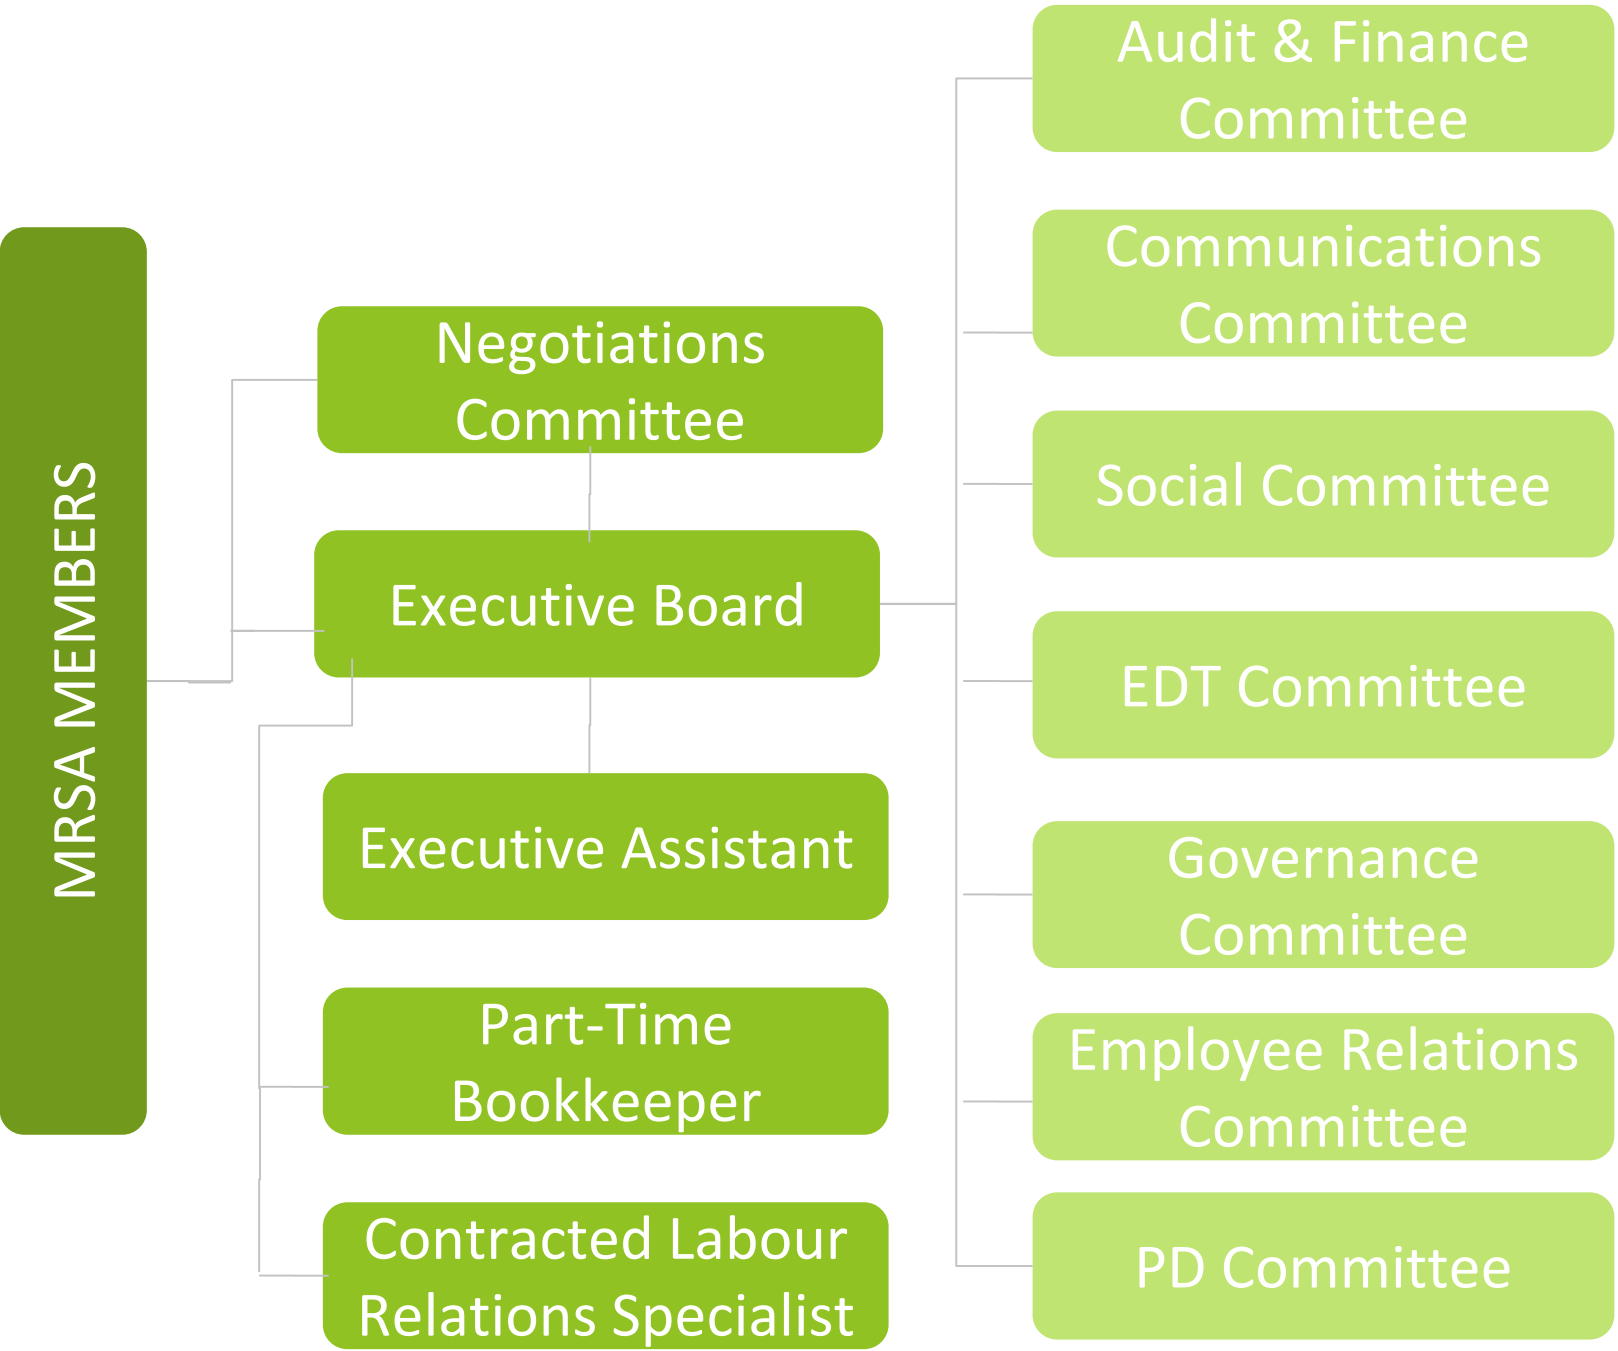 MRSA MEMBERS
Negotiations
Committee
Executive Board
Executive Assistant
Part-Time
Bookkeeper
Contracted Labour
Relations Specialist
Audit & Finance
Committee
Communications
Committee
Social Committee
EDT Committee
Governance
Committee
Employee Relations
Committee
PD Committee